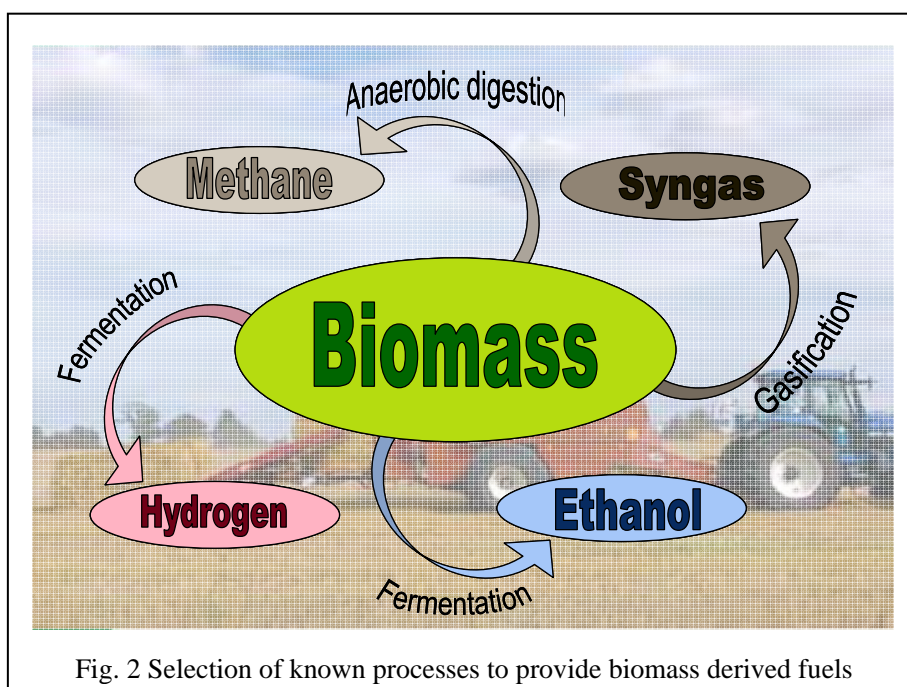 Anaerobic digestion
Methane
Syngas
Fermentation
Biomass
Gasification
Hydrogen
Ethanol
Fermentation
Fig. 2 Selection of known processes to provide biomass derived fuels